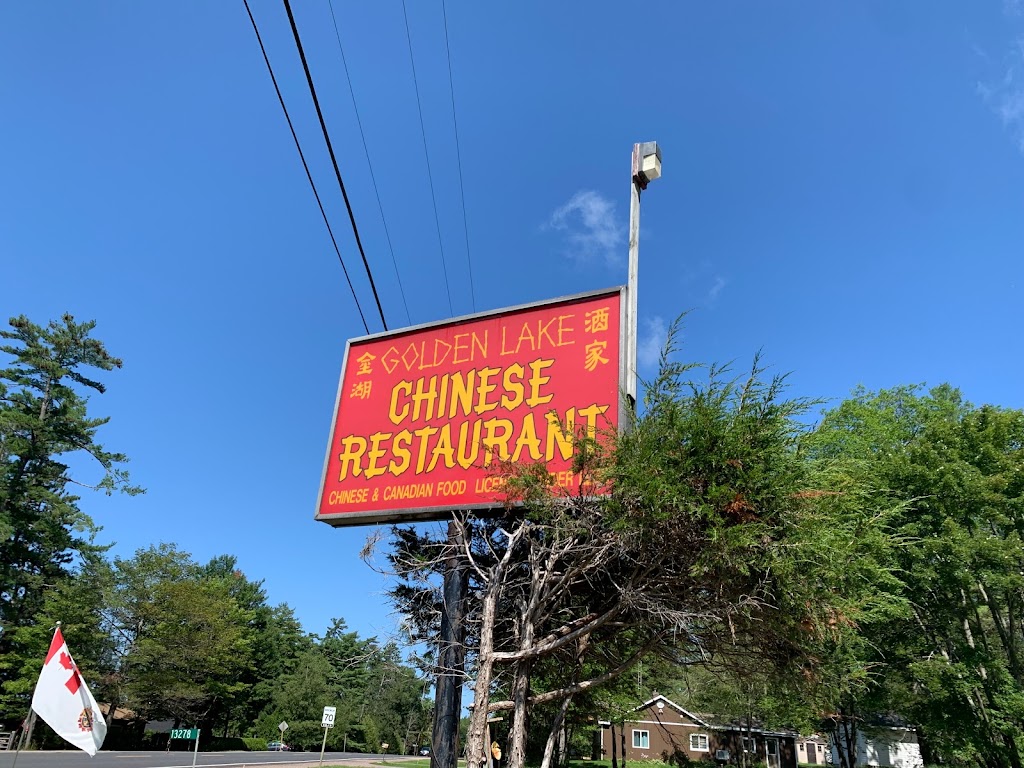 GOLDEN LAKE
金湖
酒家
CHINESE
RESTAURANT
CHINESE & CANADIAN FOOD
13278
70